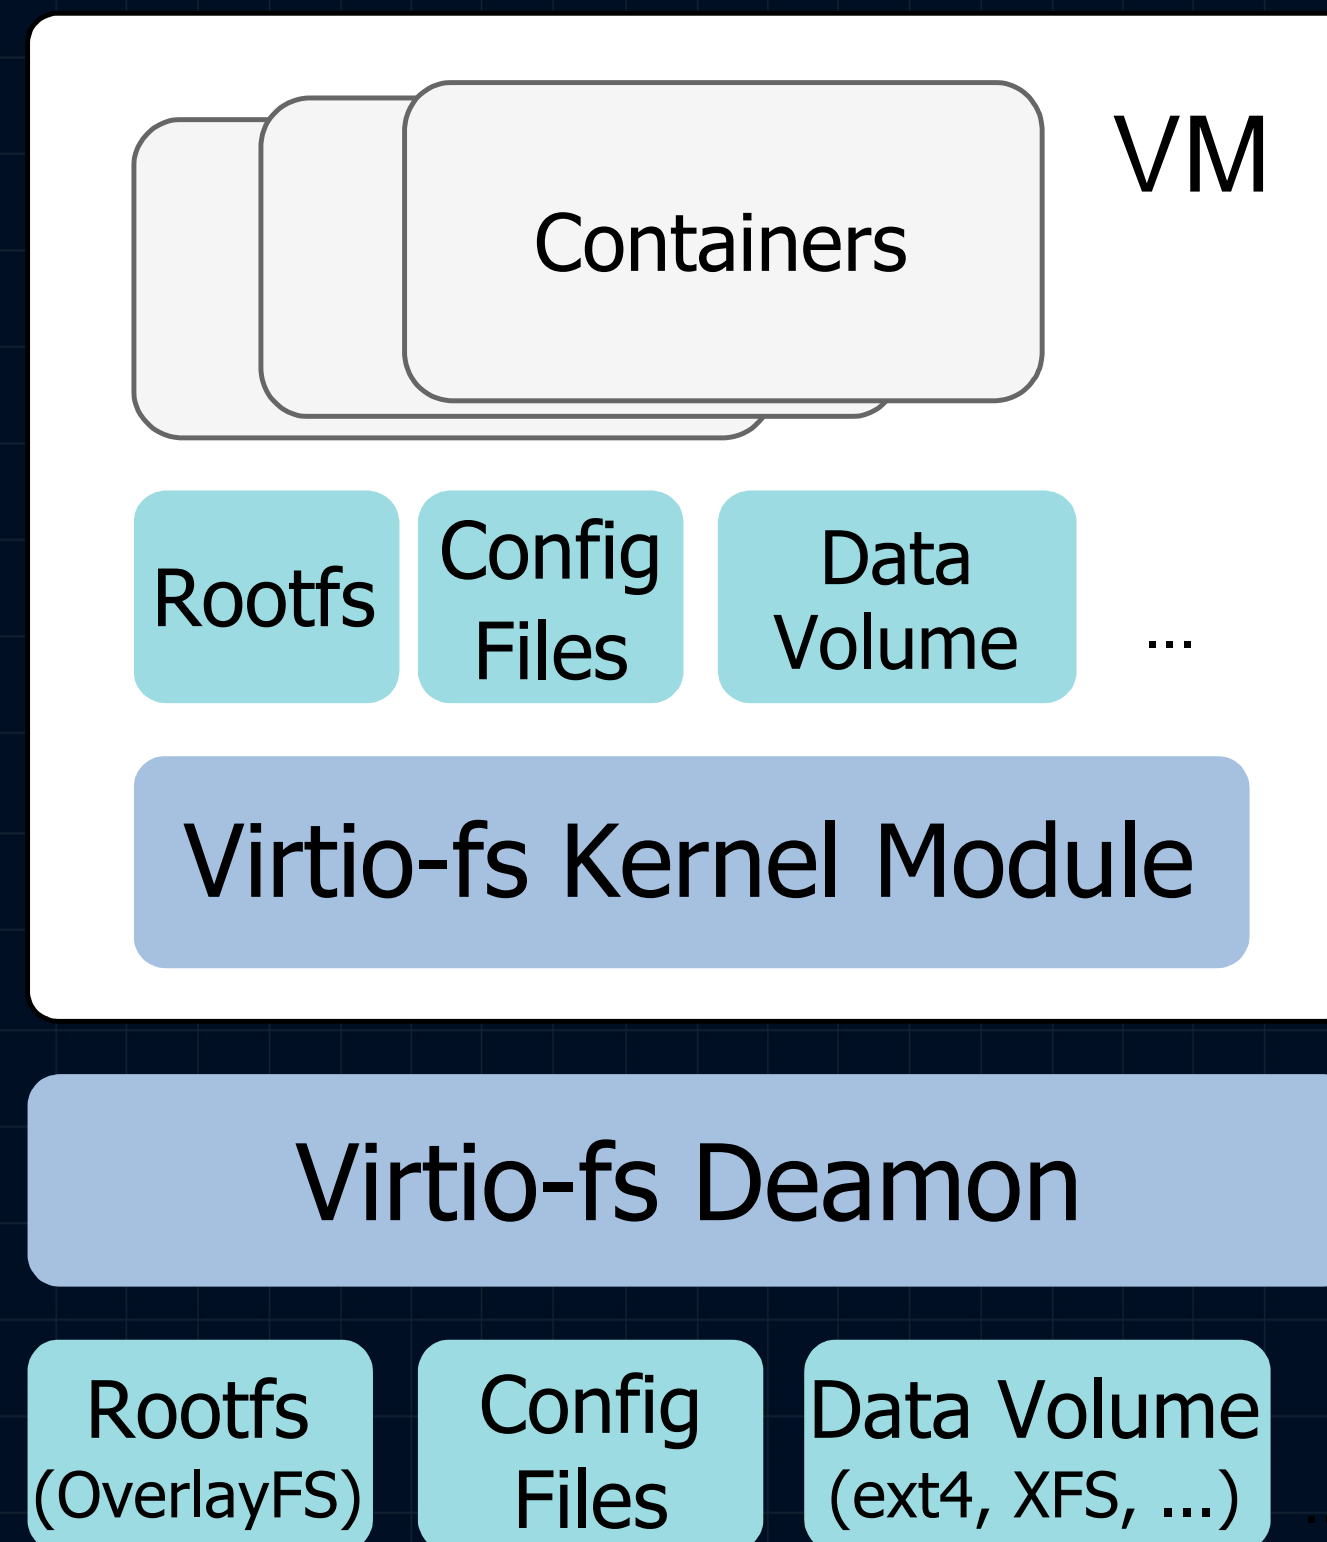 VM
Containers
Rootfs
Config
Files
Data
Volume
...
Virtio-fs Kernel Module
Virtio-fs Deamon
Rootfs
(OverlayFS)
Config
Files
Data Volume
(ext4, XFS, ...)
..